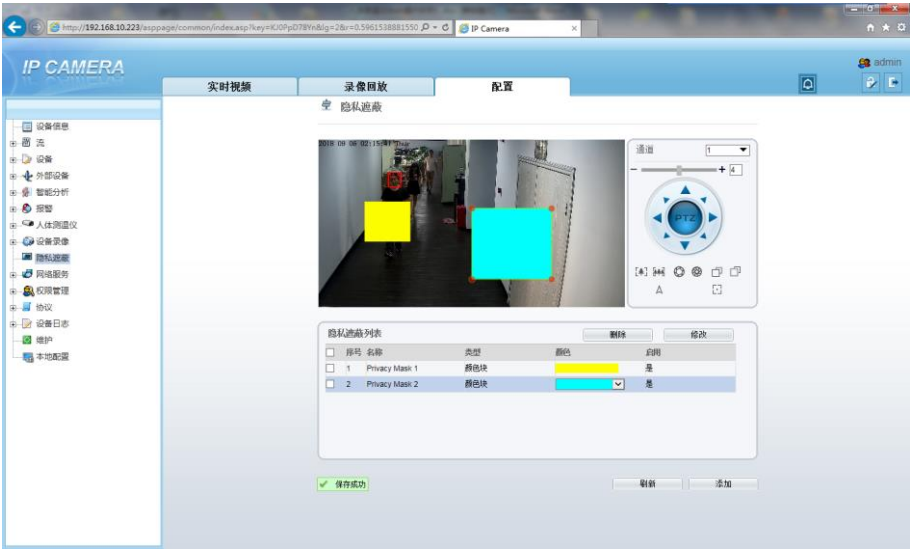 http://192.168.10.223/asppage/common/index.asp?key=KJ0PpD78Yn&lg=2&r=0.5961538881550
IP Camera
IP CAMERA
admin
实时视频 录像回放 配置
隐私遮蔽
设备信息
流
设备
外部设备
智能分析
报警
人体测温仪
设备录像
隐私遮蔽
网络服务
权限管理
协议
设备日志
维护
本地配置
通道 1
4
PTZ
隐私遮蔽列表 删除 修改
序号 名称 类型 颜色 启用
1 Privacy Mask 1 颜色块 是
2 Privacy Mask 2 颜色块 是
保存成功 刷新 添加